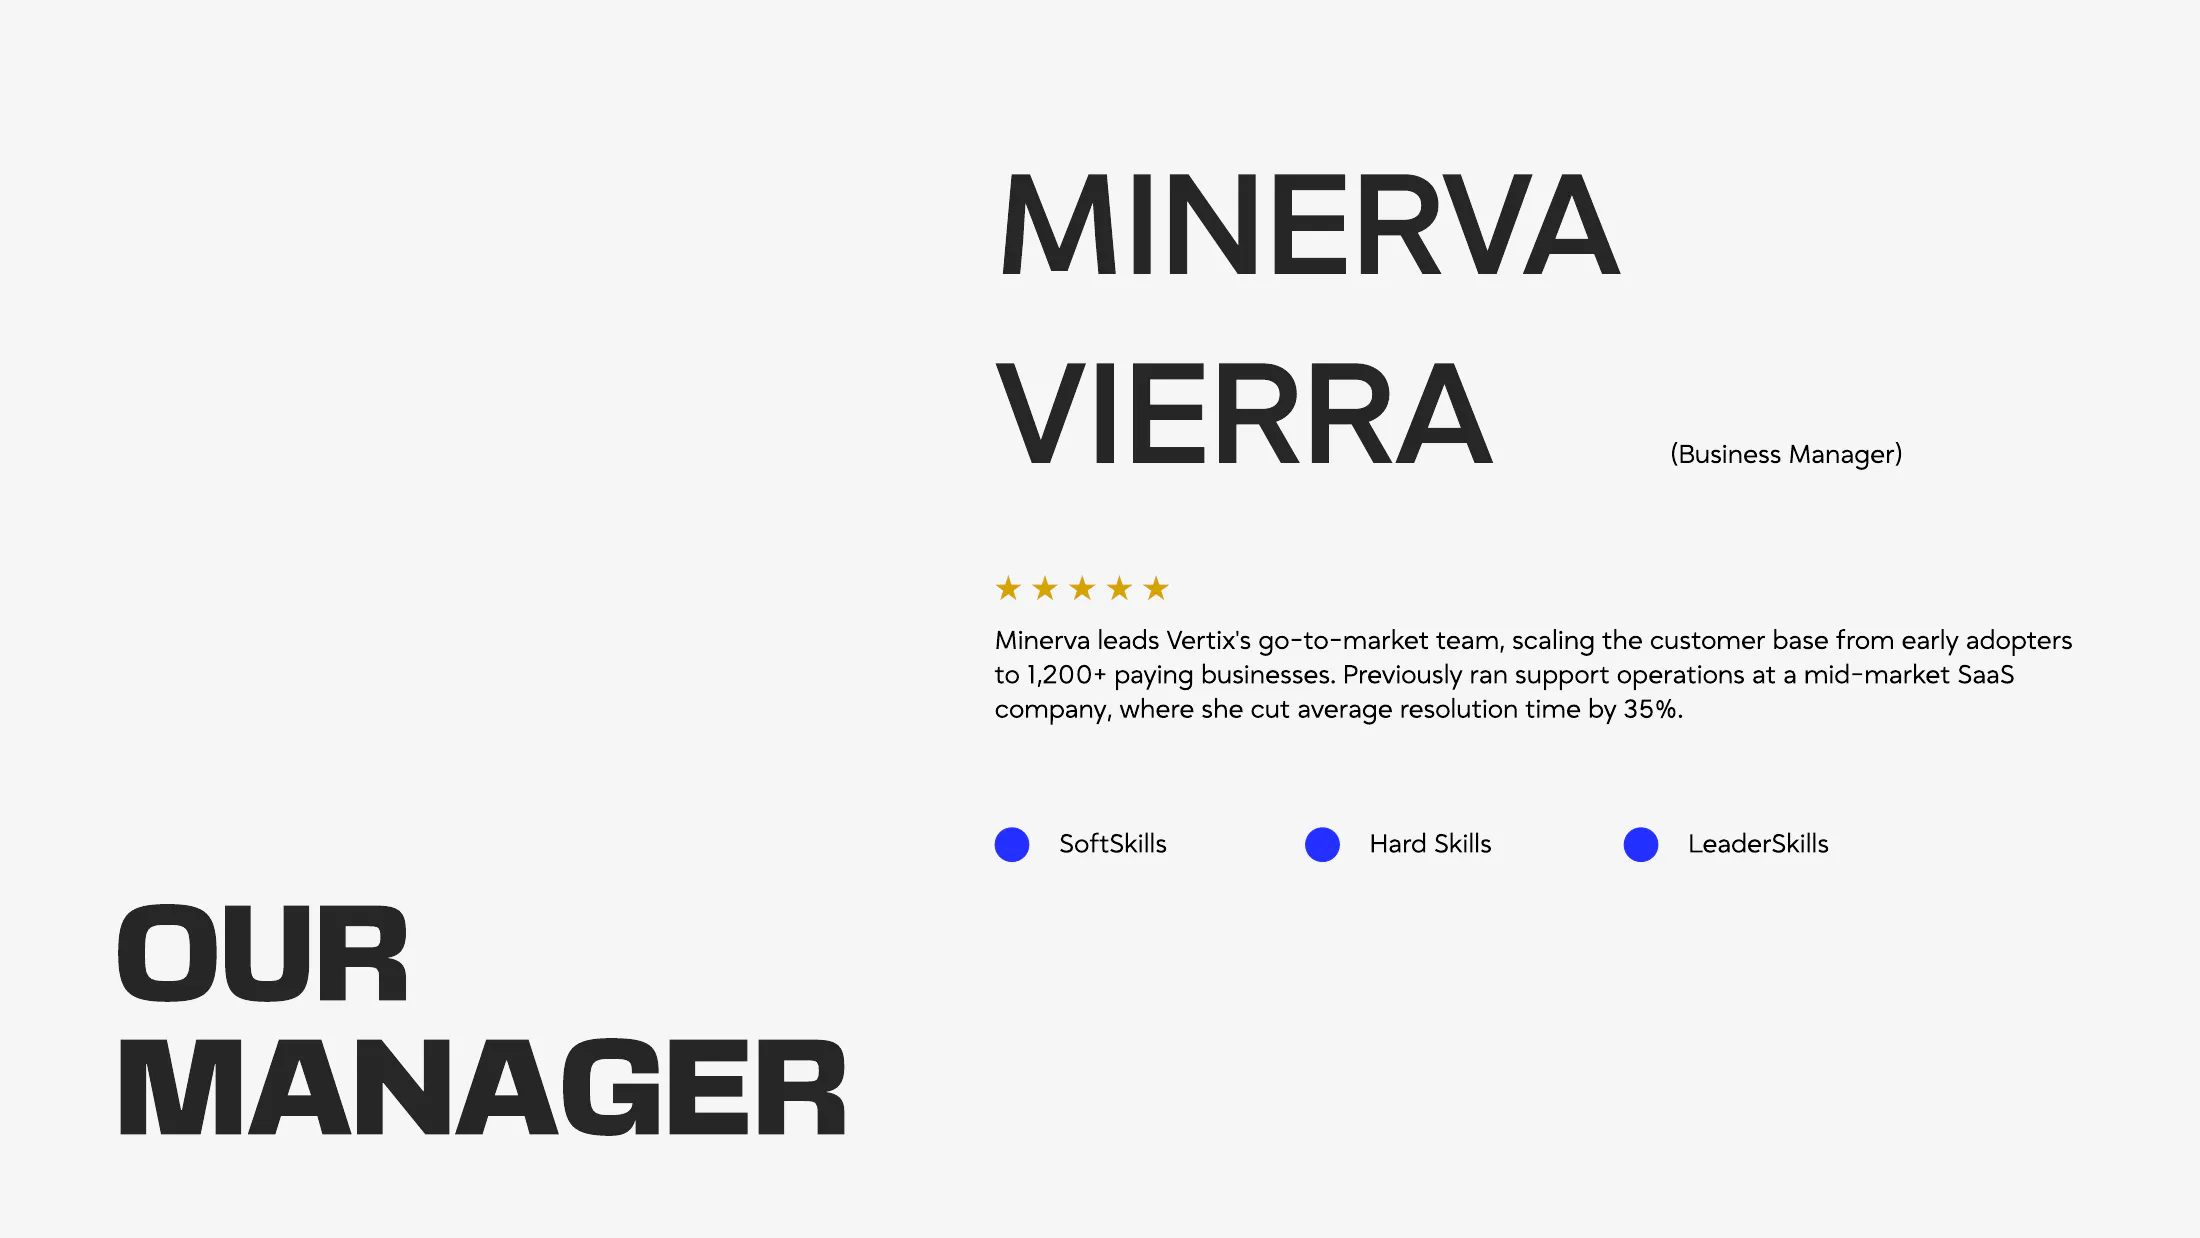 MINERVA
VIERRA
(Business Manager)
Minerva leads Vertix's go-to-market team, scaling the customer base from early adopters
to 1,200+ paying businesses. Previously ran support operations at a mid-market SaaS
company, where she cut average resolution time by 35%.
SoftSkills
Hard Skills
LeaderSkills
OUR
MANAGER